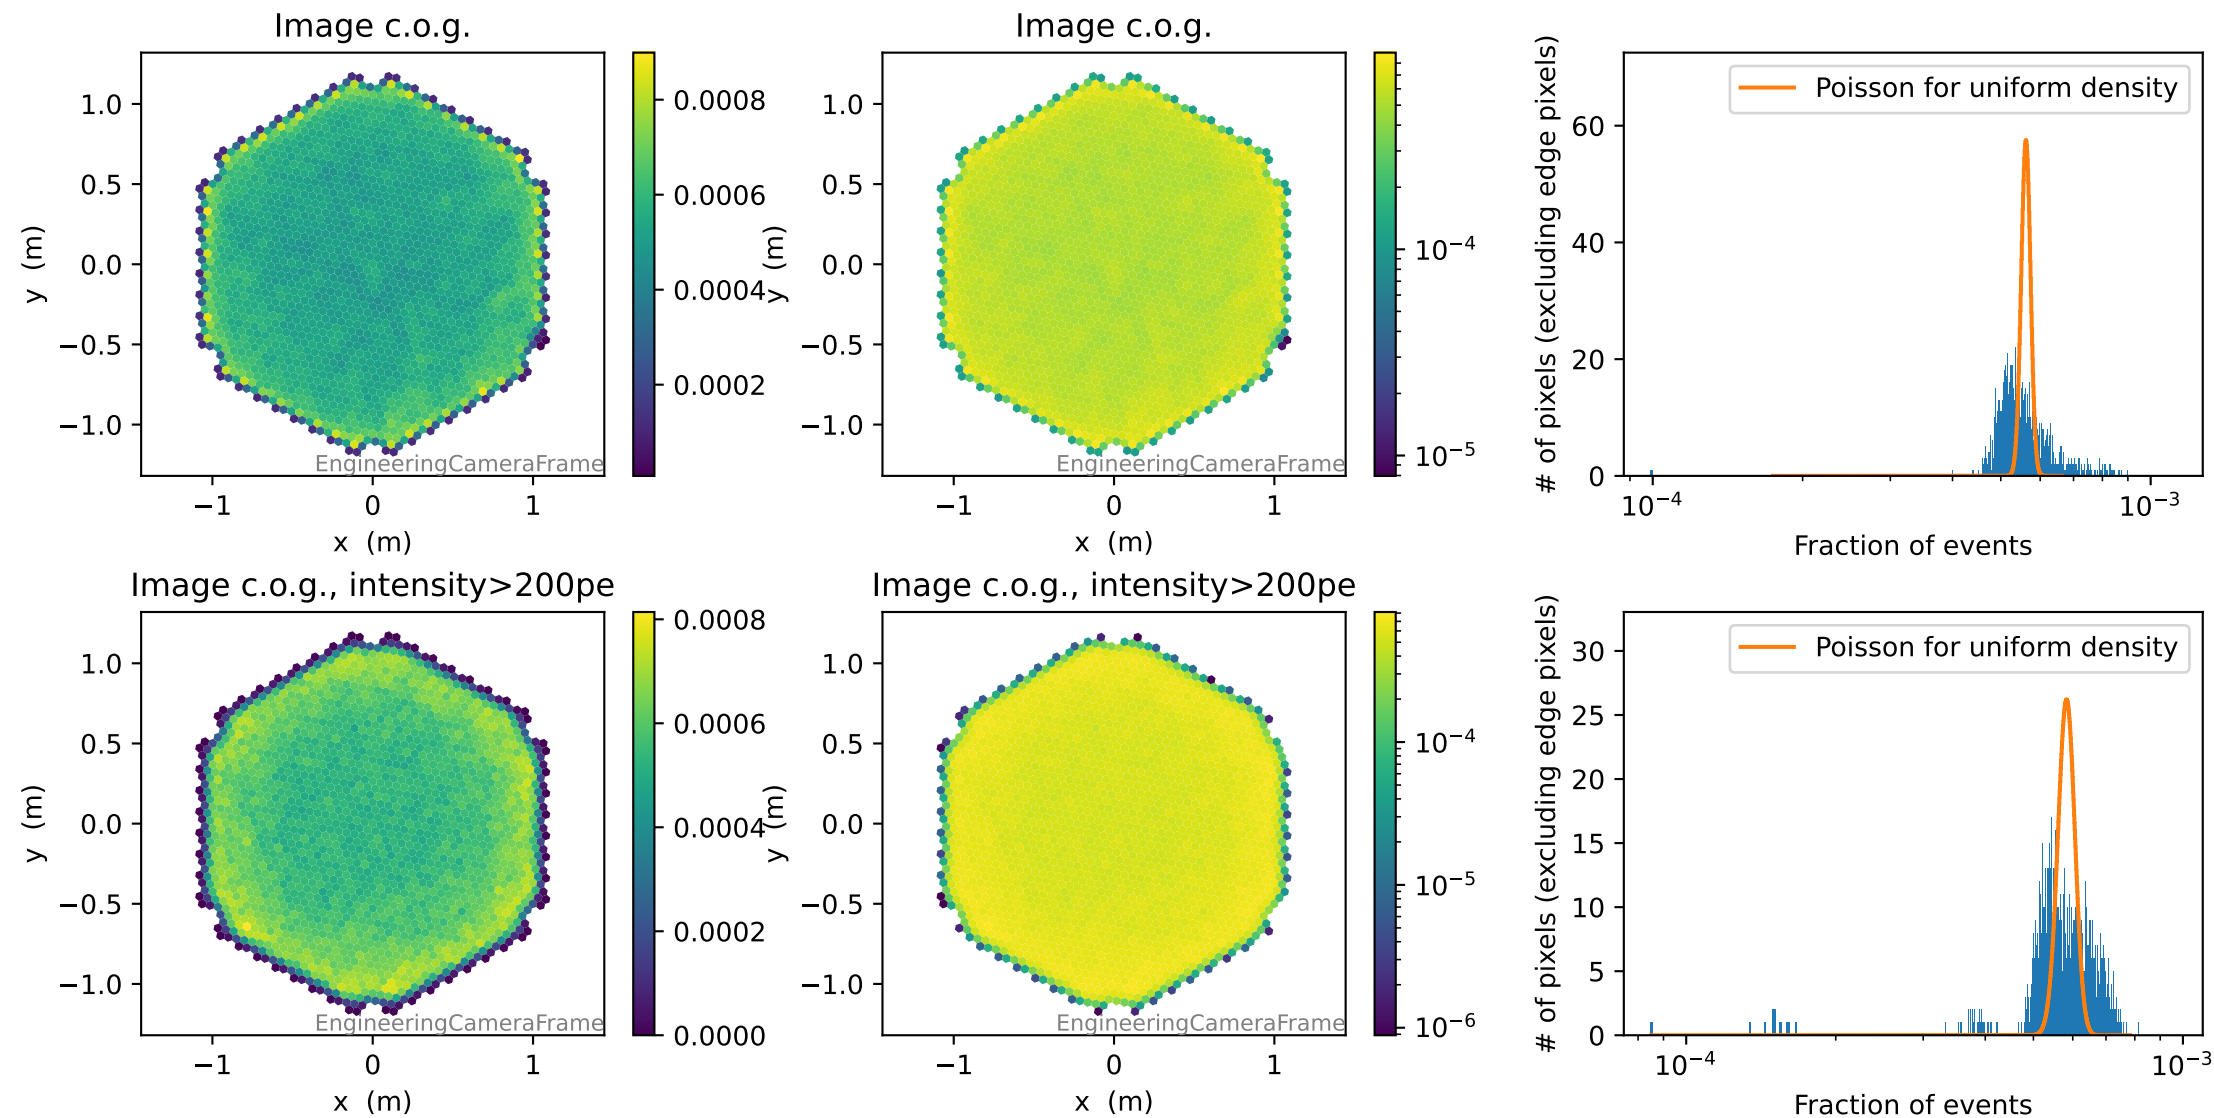 Image c.o.g.
1.0
0.5
0.0
−0.5
−1.0
y (m)
−1
0
1
x (m)
EngineeringCameraFrame
0.0008
0.0006
0.0004
0.0002
Image c.o.g.
1.0
0.5
0.0
−0.5
−1.0
y (m)
−1
0
1
x (m)
EngineeringCameraFrame
10⁻⁴
10⁻⁵
# of pixels (excluding edge pixels)
60
40
20
0
Poisson for uniform density
10⁻⁴
10⁻³
Fraction of events
Image c.o.g., intensity>200pe
1.0
0.5
0.0
−0.5
−1.0
y (m)
−1
0
1
x (m)
EngineeringCameraFrame
0.0008
0.0006
0.0004
0.0002
0.0000
Image c.o.g., intensity>200pe
1.0
0.5
0.0
−0.5
−1.0
y (m)
−1
0
1
x (m)
EngineeringCameraFrame
10⁻⁴
10⁻⁵
10⁻⁶
# of pixels (excluding edge pixels)
30
25
20
15
10
5
0
Poisson for uniform density
10⁻⁴
10⁻³
Fraction of events